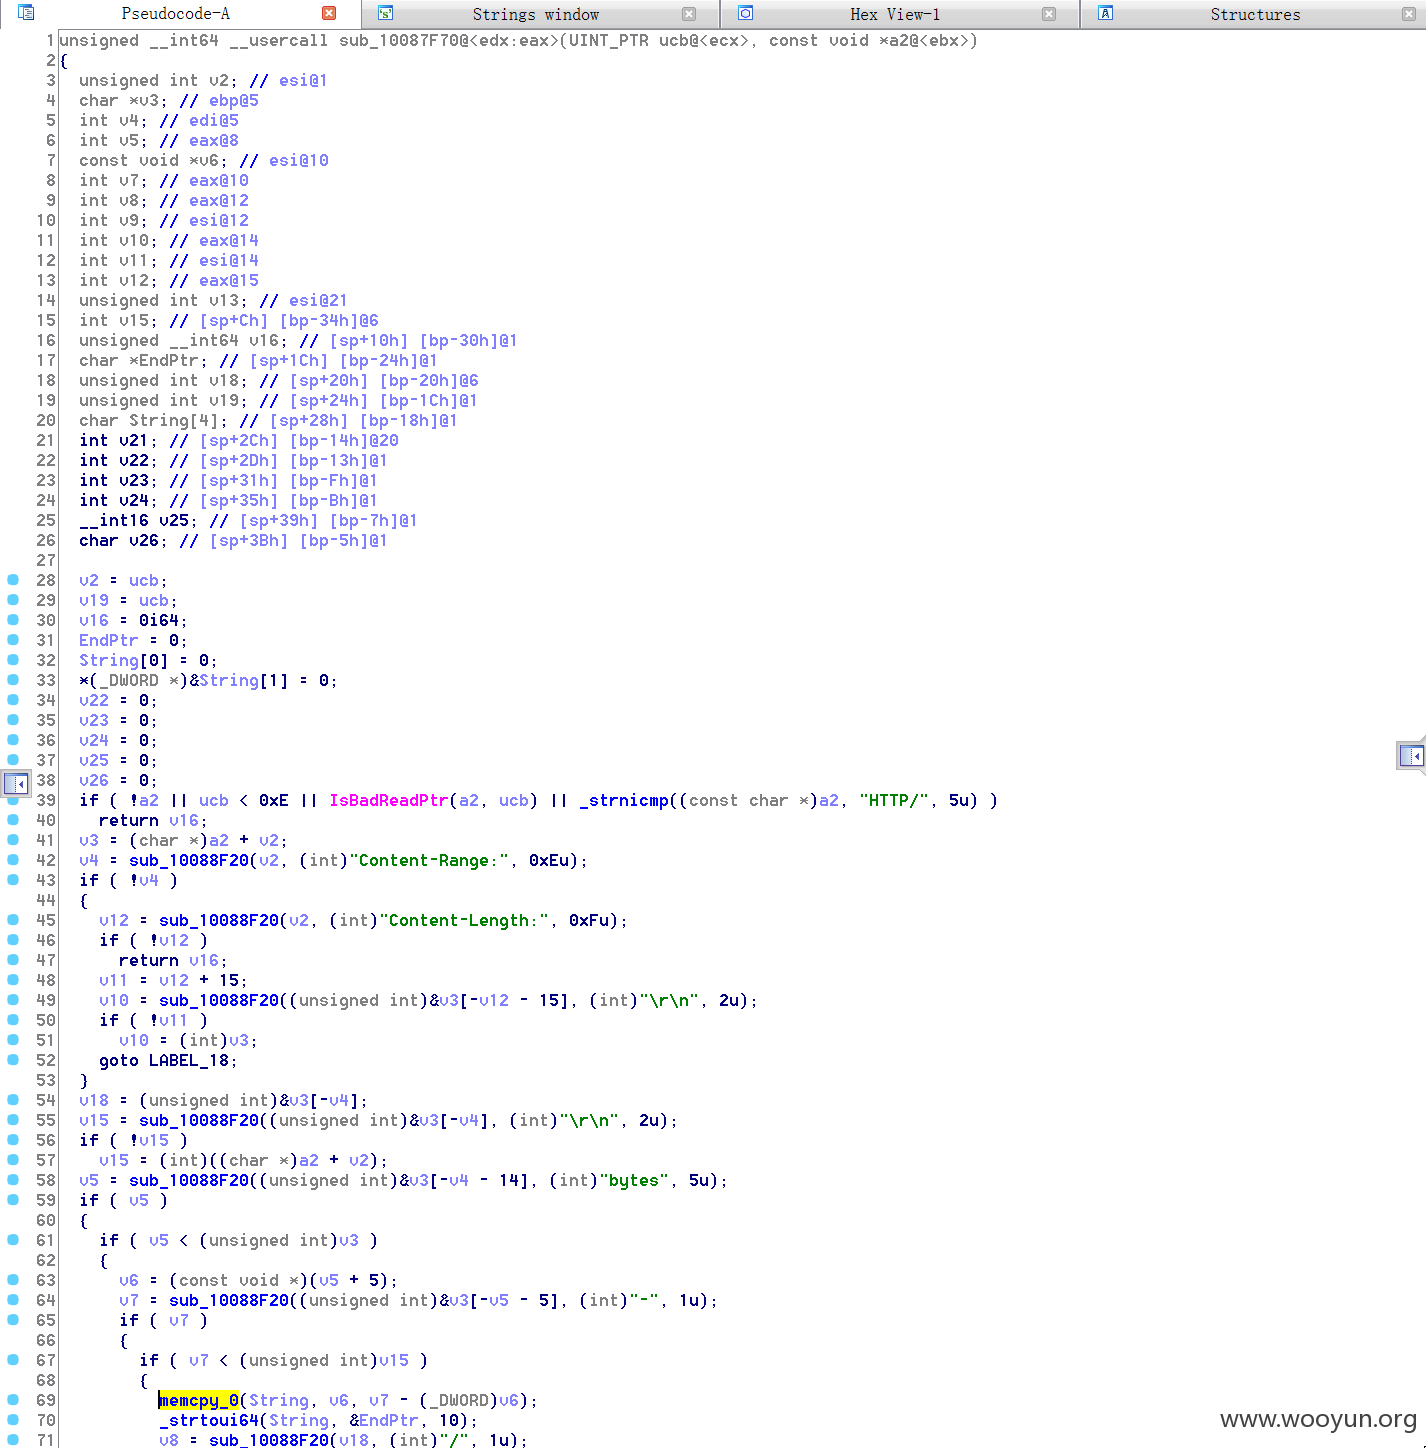 Pseudocode-A Strings window Hex View-1 Structures
1 unsigned __int64 __usercall sub_10087F70@<edx:eax>(UINT_PTR ucb@<ecx>, const void *a2@<ebx>)
2 {
3 unsigned int v2; // esi@1
4 char *v3; // ebp@5
5 int v4; // edi@5
6 int v5; // eax@8
7 const void *v6; // esi@10
8 int v7; // eax@10
9 int v8; // eax@12
10 int v9; // esi@12
11 int v10; // eax@14
12 int v11; // esi@14
13 int v12; // eax@15
14 unsigned int v13; // esi@21
15 int v15; // [sp+Ch] [bp-34h]@6
16 unsigned __int64 v16; // [sp+10h] [bp-30h]@1
17 char *EndPtr; // [sp+1Ch] [bp-24h]@1
18 unsigned int v18; // [sp+20h] [bp-20h]@6
19 unsigned int v19; // [sp+24h] [bp-1Ch]@1
20 char String[4]; // [sp+28h] [bp-18h]@1
21 int v21; // [sp+2Ch] [bp-14h]@20
22 int v22; // [sp+2Dh] [bp-13h]@1
23 int v23; // [sp+31h] [bp-Fh]@1
24 int v24; // [sp+35h] [bp-Bh]@1
25 __int16 v25; // [sp+39h] [bp-7h]@1
26 char v26; // [sp+3Bh] [bp-5h]@1
27
28 v2 = ucb;
29 v19 = ucb;
30 v16 = 0i64;
31 EndPtr = 0;
32 String[0] = 0;
33 *(_DWORD *)&String[1] = 0;
34 v22 = 0;
35 v23 = 0;
36 v24 = 0;
37 v25 = 0;
38 v26 = 0;
39 if ( !a2 || ucb < 0xE || IsBadReadPtr(a2, ucb) || _strnicmp((const char *)a2, "HTTP/", 5u) )
40 return v16;
41 v3 = (char *)a2 + v2;
42 v4 = sub_10088F20(v2, (int)"Content-Range:", 0xEu);
43 if ( !v4 )
44 {
45 v12 = sub_10088F20(v2, (int)"Content-Length:", 0xFu);
46 if ( !v12 )
47 return v16;
48 v11 = v12 + 15;
49 v10 = sub_10088F20((unsigned int)&v3[-v12 - 15], (int)"\r\n", 2u);
50 if ( !v11 )
51 v10 = (int)v3;
52 goto LABEL_18;
53 }
54 v18 = (unsigned int)&v3[-v4];
55 v15 = sub_10088F20((unsigned int)&v3[-v4], (int)"\r\n", 2u);
56 if ( !v15 )
57 v15 = (int)((char *)a2 + v2);
58 v5 = sub_10088F20((unsigned int)&v3[-v4 - 14], (int)"bytes", 5u);
59 if ( v5 )
60 {
61 if ( v5 < (unsigned int)v3 )
62 {
63 v6 = (const void *)(v5 + 5);
64 v7 = sub_10088F20((unsigned int)&v3[-v5 - 5], (int)"-", 1u);
65 if ( v7 )
66 {
67 if ( v7 < (unsigned int)v15 )
68 {
69 memcpy_0(String, v6, v7 - (_DWORD)v6);
70 _strtoui64(String, &EndPtr, 10);
71 v8 = sub_10088F20(v18, (int)"/", 1u);
www.wooyun.org